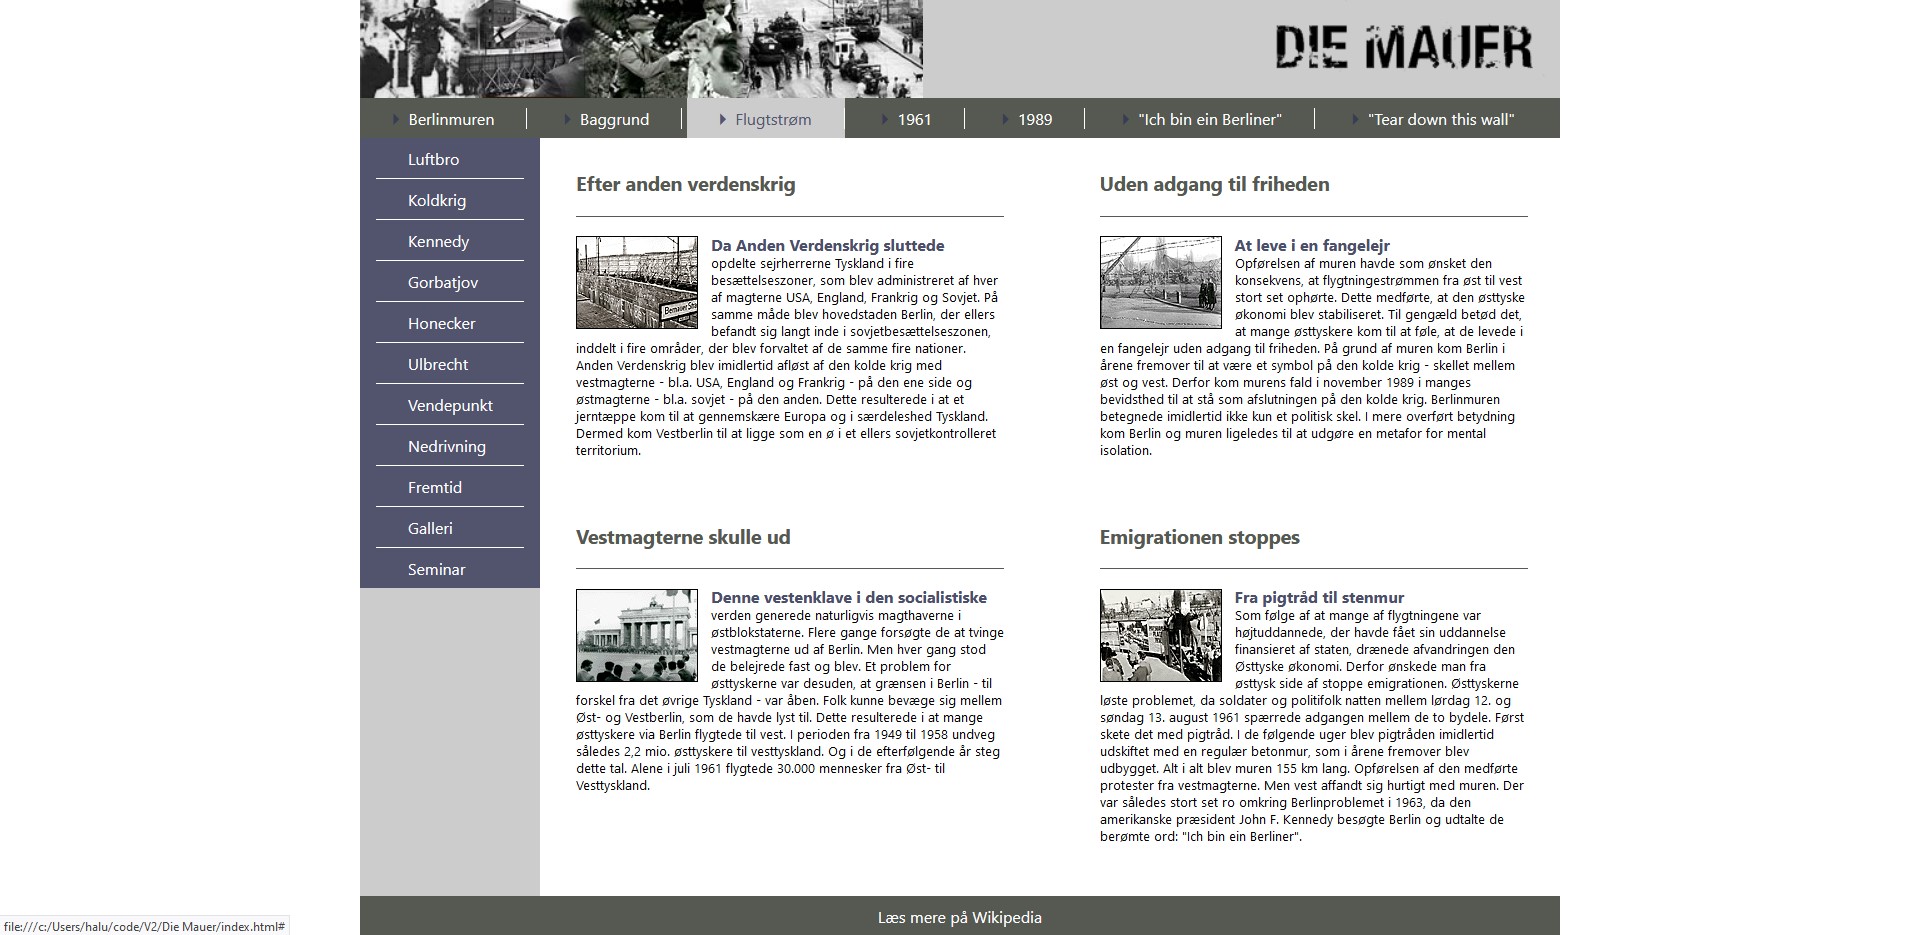 DIE MAUER
Berlinmuren
Baggrund
Flugtstrøm
1961
1989
"Ich bin ein Berliner"
"Tear down this wall"
Luftbro
Koldkrig
Kennedy
Gorbatjov
Honecker
Ulbrecht
Vendepunkt
Nedrivning
Fremtid
Galleri
Seminar
Efter anden verdenskrig
Da Anden Verdenskrig sluttede
opdelte sejrherrerne Tyskland i fire
besættelseszoner, som blev administreret af hver
af magterne USA, England, Frankrig og Sovjet. På
samme måde blev hovedstaden Berlin, der ellers
befandt sig langt inde i sovjetbesættelseszonen,
inddelt i fire områder, der blev forvaltet af de samme fire nationer.
Anden Verdenskrig blev imidlertid afløst af den kolde krig med
vestmagterne - bl.a. USA, England og Frankrig - på den ene side og
østmagterne - bl.a. sovjet - på den anden. Dette resulterede i at et
jerntæppe kom til at gennemskære Europa og i særdeleshed Tyskland.
Dermed kom Vestberlin til at ligge som en ø i et ellers sovjetkontrolleret
territorium.
Uden adgang til friheden
At leve i en fangelejr
Opførelsen af muren havde som ønsket den
konsekvens, at flygtningestrømmen fra øst til vest
stort set ophørte. Dette medførte, at den østtyske
økonomi blev stabiliseret. Til gengæld betød det,
at mange østtyskere kom til at føle, at de levede i
en fangelejr uden adgang til friheden. På grund af muren kom Berlin i
årene fremover til at være et symbol på den kolde krig - skellet mellem
øst og vest. Derfor kom murens fald i november 1989 i manges
bevidsthed til at stå som afslutningen på den kolde krig. Berlinmuren
betegnede imidlertid ikke kun et politisk skel. I mere overført betydning
kom Berlin og muren ligeledes til at udgøre en metafor for mental
isolation.
Vestmagterne skulle ud
Denne vestenklave i den socialistiske
verden generede naturligvis magthaverne i
østblokstaterne. Flere gange forsøgte de at tvinge
vestmagterne ud af Berlin. Men hver gang stod
de belejrede fast og blev. Et problem for
østtyskerne var desuden, at grænsen i Berlin - til
forskel fra det øvrige Tyskland - var åben. Folk kunne bevæge sig mellem
Øst- og Vestberlin, som de havde lyst til. Dette resulterede i at mange
østtyskere via Berlin flygtede til vest. I perioden fra 1949 til 1958 undveg
således 2,2 mio. østtyskere til vesttyskland. Og i de efterfølgende år steg
dette tal. Alene i juli 1961 flygtede 30.000 mennesker fra Øst- til
Vesttyskland.
Emigrationen stoppes
Fra pigtråd til stenmur
Som følge af at mange af flygtningene var
højtuddannede, der havde fået sin uddannelse
finansieret af staten, drænede afvandringen den
Østtyske økonomi. Derfor ønskede man fra
østtysk side af stoppe emigrationen. Østtyskerne
løste problemet, da soldater og politifolk natten mellem lørdag 12. og
søndag 13. august 1961 spærrede adgangen mellem de to bydele. Først
skete det med pigtråd. I de følgende uger blev pigtråden imidlertid
udskiftet med en regulær betonmur, som i årene fremover blev
udbygget. Alt i alt blev muren 155 km lang. Opførelsen af den medførte
protester fra vestmagterne. Men vest affandt sig hurtigt med muren. Der
var således stort set ro omkring Berlinproblemet i 1963, da den
amerikanske præsident John F. Kennedy besøgte Berlin og udtalte de
berømte ord: "Ich bin ein Berliner".
Læs mere på Wikipedia
file:///c:/Users/halu/code/V2/Die Mauer/index.html#